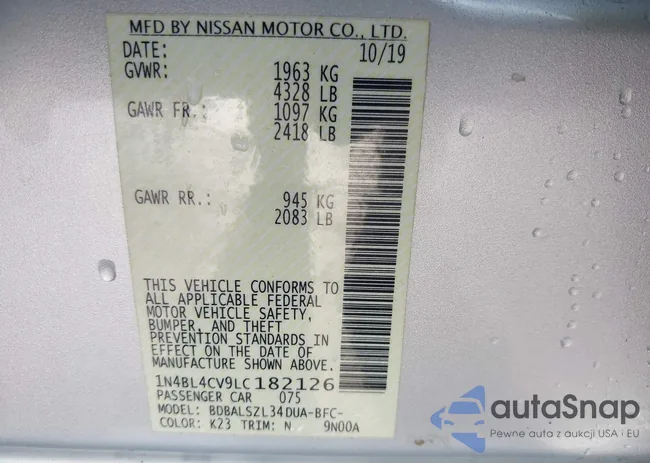 MFD BY NISSAN MOTOR CO., LTD.
DATE: 10/19
GVWR: 1963 KG
4328 LB
GAWR FR.: 1097 KG
2418 LB
GAWR RR.: 945 KG
2083 LB
THIS VEHICLE CONFORMS TO
ALL APPLICABLE FEDERAL
MOTOR VEHICLE SAFETY,
BUMPER, AND THEFT
PREVENTION STANDARDS IN
EFFECT ON THE DATE OF
MANUFACTURE SHOWN ABOVE.
1N4BL4CV9LC182126
PASSENGER CAR 075
MODEL: BDBALSZL34DUA-BFC-
COLOR: K23 TRIM: N 9N00A
autoSnap
Pewne auta z aukcji USA i EU